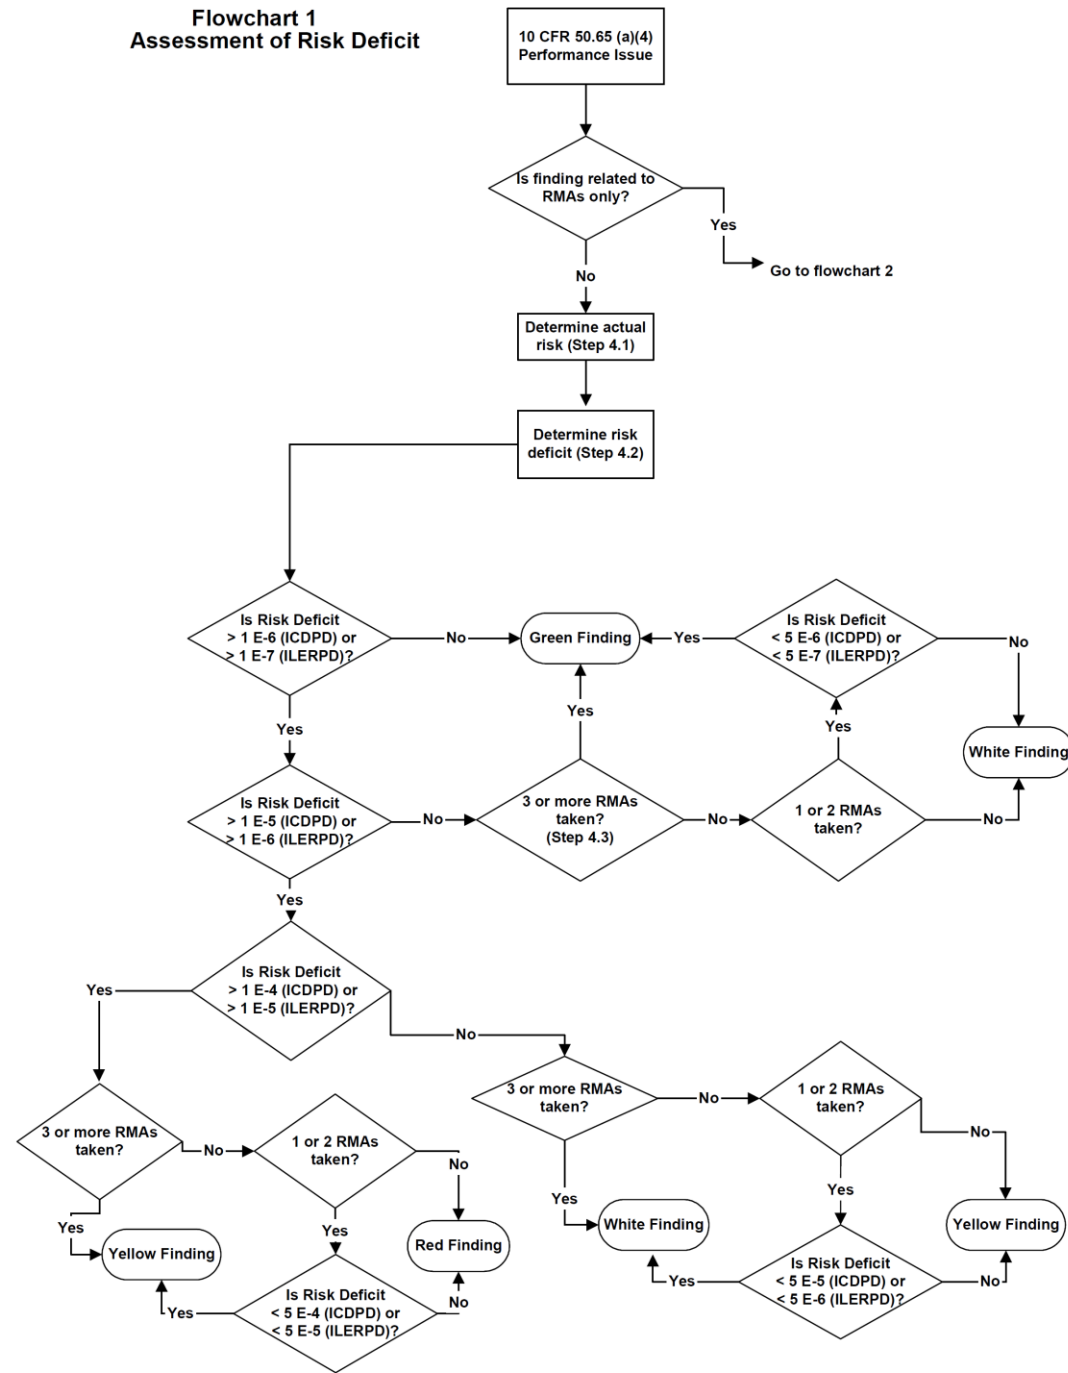 Flowchart 1
Assessment of Risk Deficit
10 CFR 50.65 (a)(4)
Performance Issue
Is finding related to
RMAs only?
Yes
Go to flowchart 2
No
Determine actual
risk (Step 4.1)
Determine risk
deficit (Step 4.2)
Is Risk Deficit
> 1 E-6 (ICDPD) or
> 1 E-7 (ILERPD)?
No
Green Finding
Yes
Is Risk Deficit
< 5 E-6 (ICDPD) or
< 5 E-7 (ILERPD)?
No
Yes
Yes
Yes
White Finding
Is Risk Deficit
> 1 E-5 (ICDPD) or
> 1 E-6 (ILERPD)?
No
3 or more RMAs
taken?
(Step 4.3)
No
1 or 2 RMAs
taken?
No
Yes
Is Risk Deficit
> 1 E-4 (ICDPD) or
> 1 E-5 (ILERPD)?
Yes
No
3 or more RMAs
taken?
No
1 or 2 RMAs
taken?
No
3 or more RMAs
taken?
No
1 or 2 RMAs
taken?
No
Yes
Yes
Yes
Yes
Yellow Finding
Red Finding
White Finding
Yellow Finding
Is Risk Deficit
< 5 E-4 (ICDPD) or
< 5 E-5 (ILERPD)?
Yes
No
Is Risk Deficit
< 5 E-5 (ICDPD) or
< 5 E-6 (ILERPD)?
Yes
No